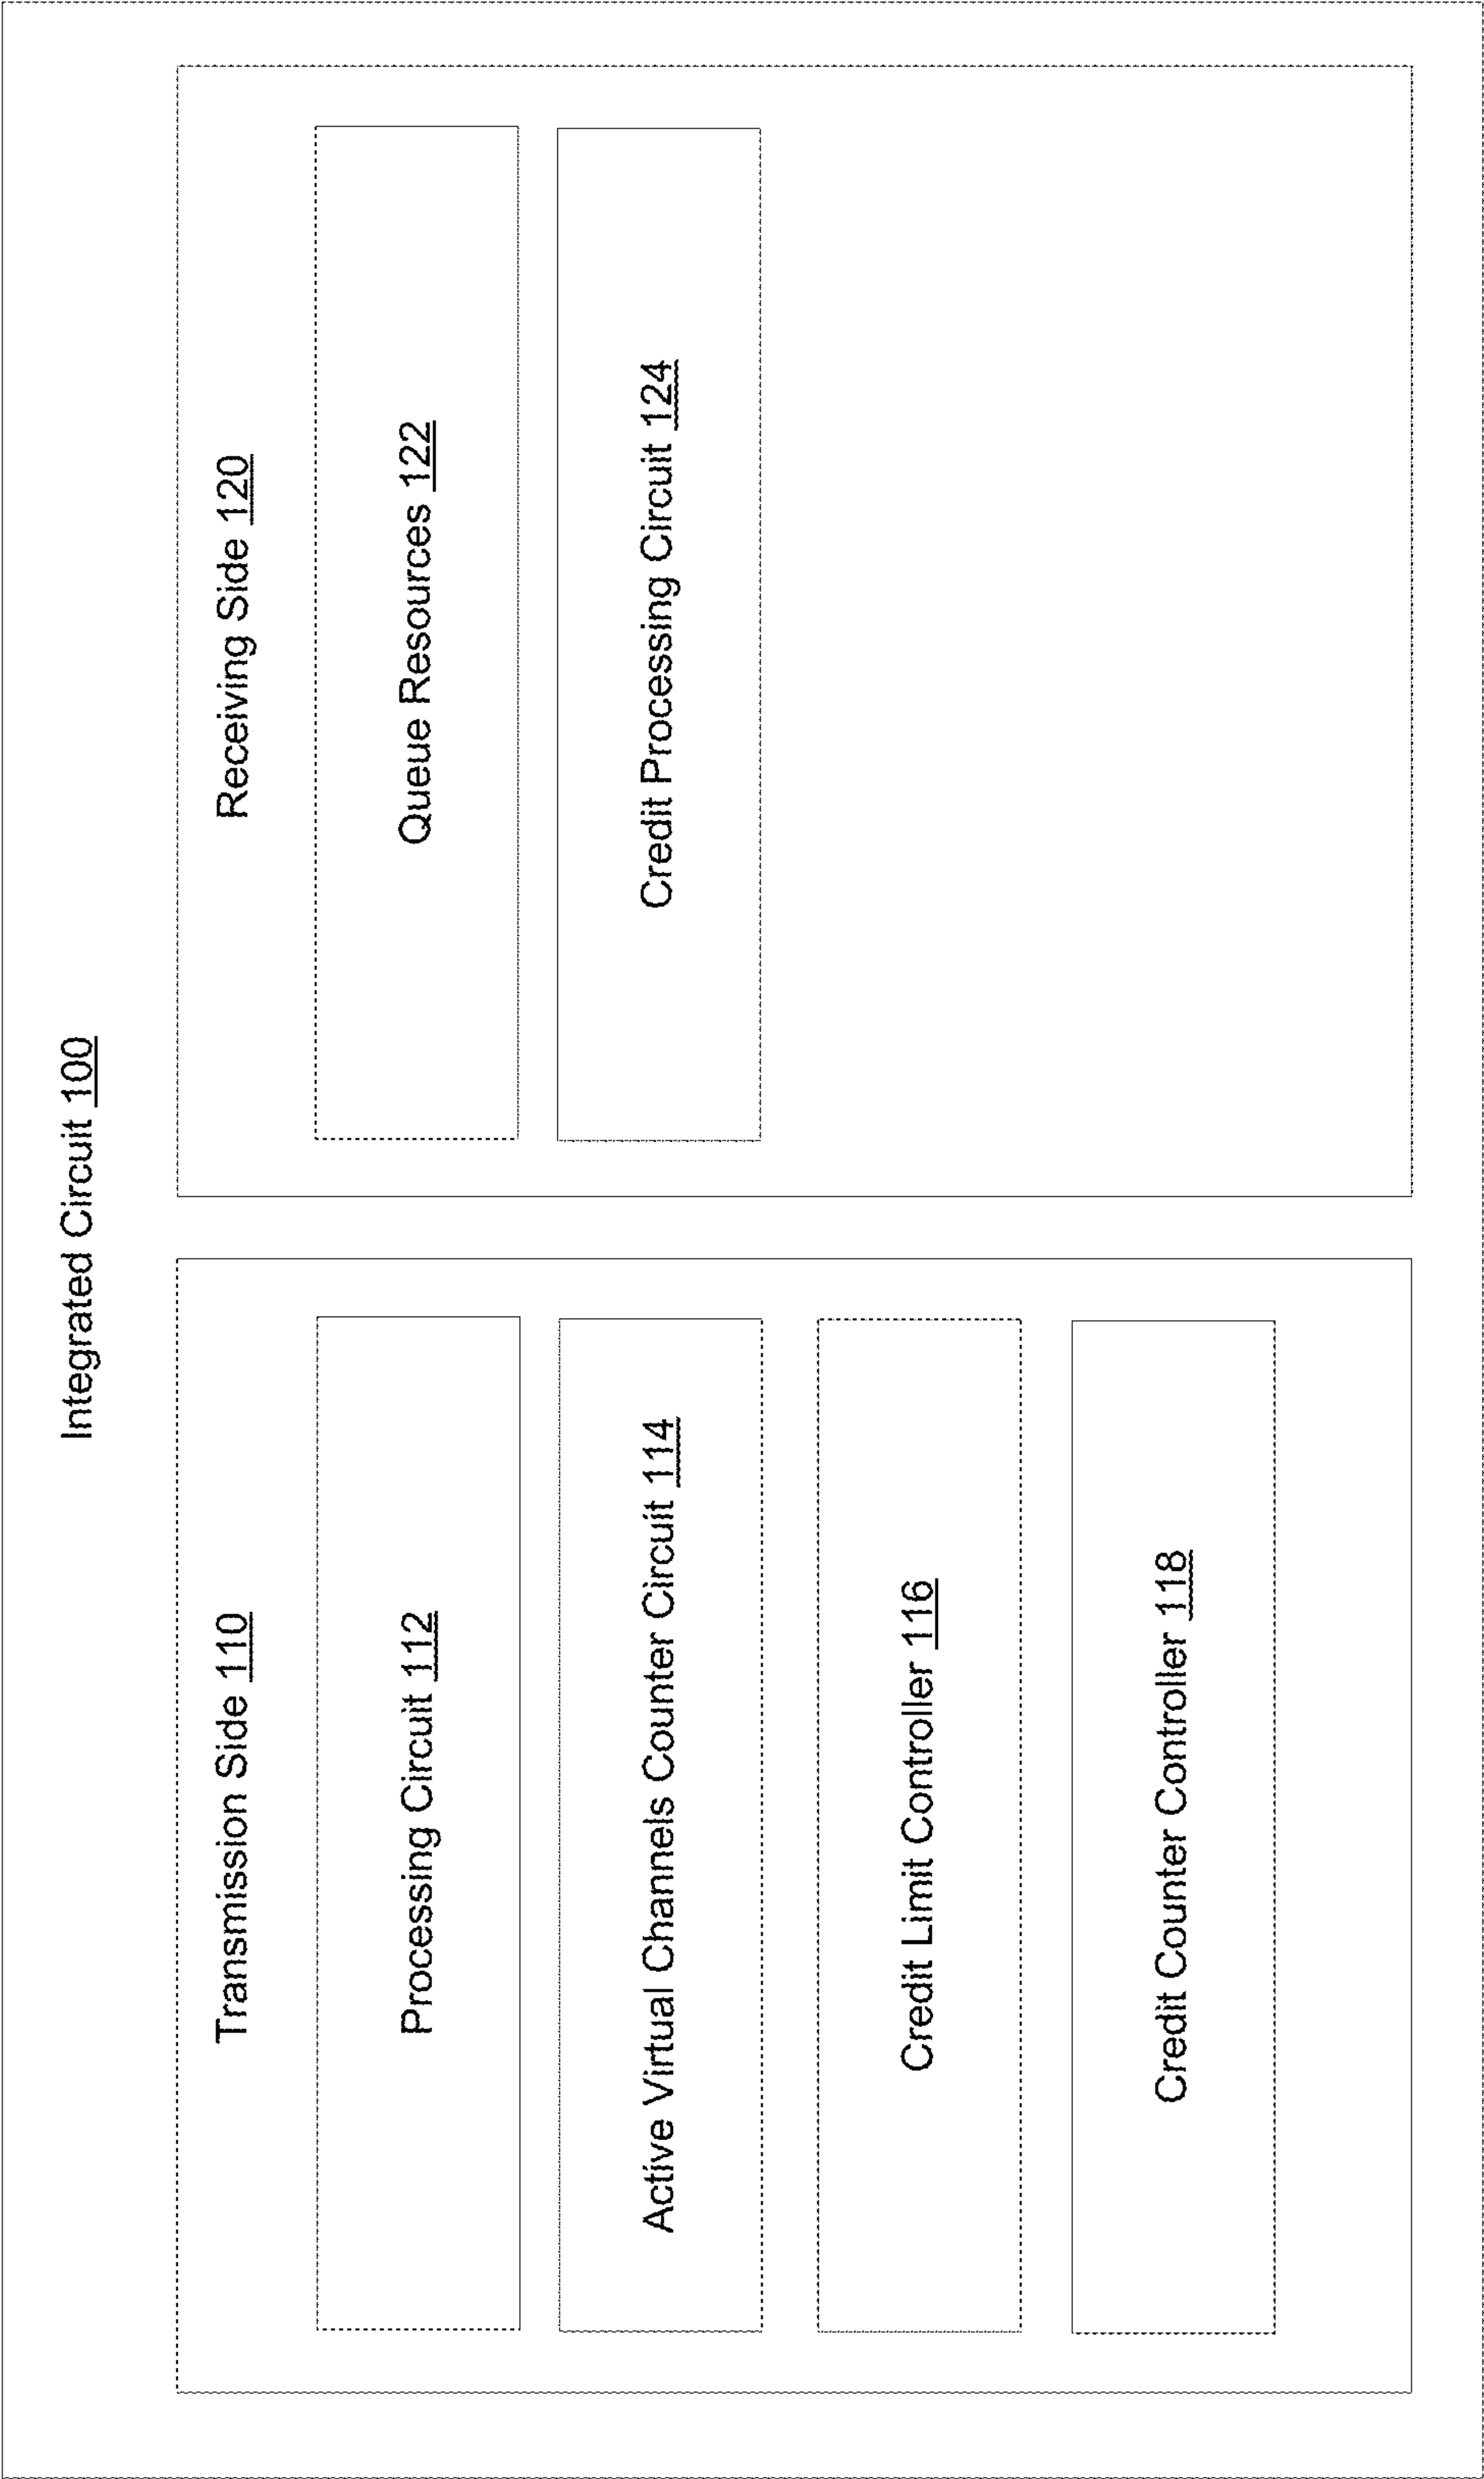 Integrated Circuit 100
Transmission Side 110
Processing Circuit 112
Active Virtual Channels Counter Circuit 114
Credit Limit Controller 116
Credit Counter Controller 118
Receiving Side 120
Queue Resources 122
Credit Processing Circuit 124